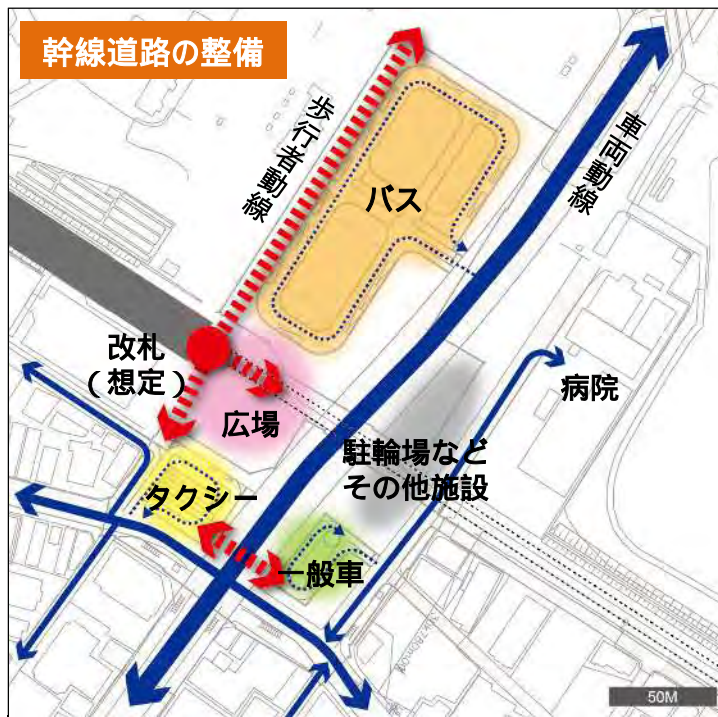 幹線道路の整備
歩行者動線
車両動線
バス
改札
（想定）
広場
病院
駐輪場など
その他施設
タクシー
一般車
50M